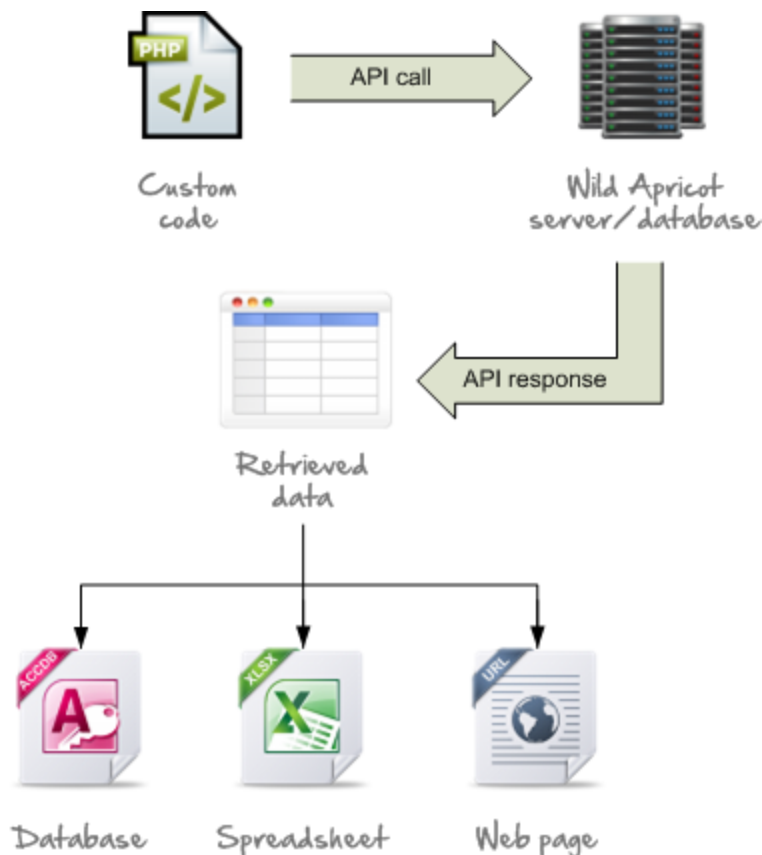 PHP
</>
API call
Custom
code
Wild Apricot
server/database
API response
Retrieved
data
ACCDB
A
XLSX
X
URL
Database
Spreadsheet
Web page